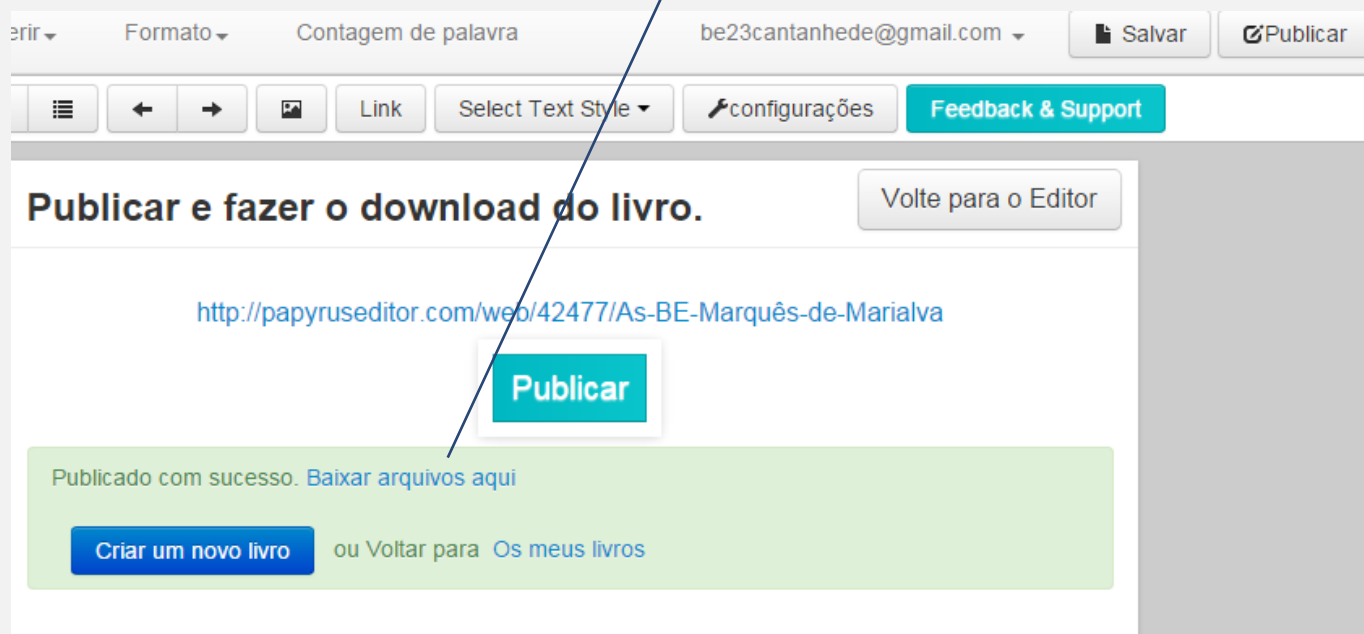 erir Formato Contagem de palavra be23cantanhede@gmail.com Salvar Publicar
Link Select Text Style configurações Feedback & Support
Publicar e fazer o download do livro. Volte para o Editor
http://papyruseditor.com/web/42477/As-BE-Marquês-de-Marialva
Publicar
Publicado com sucesso. Baixar arquivos aqui
Criar um novo livro ou Voltar para Os meus livros